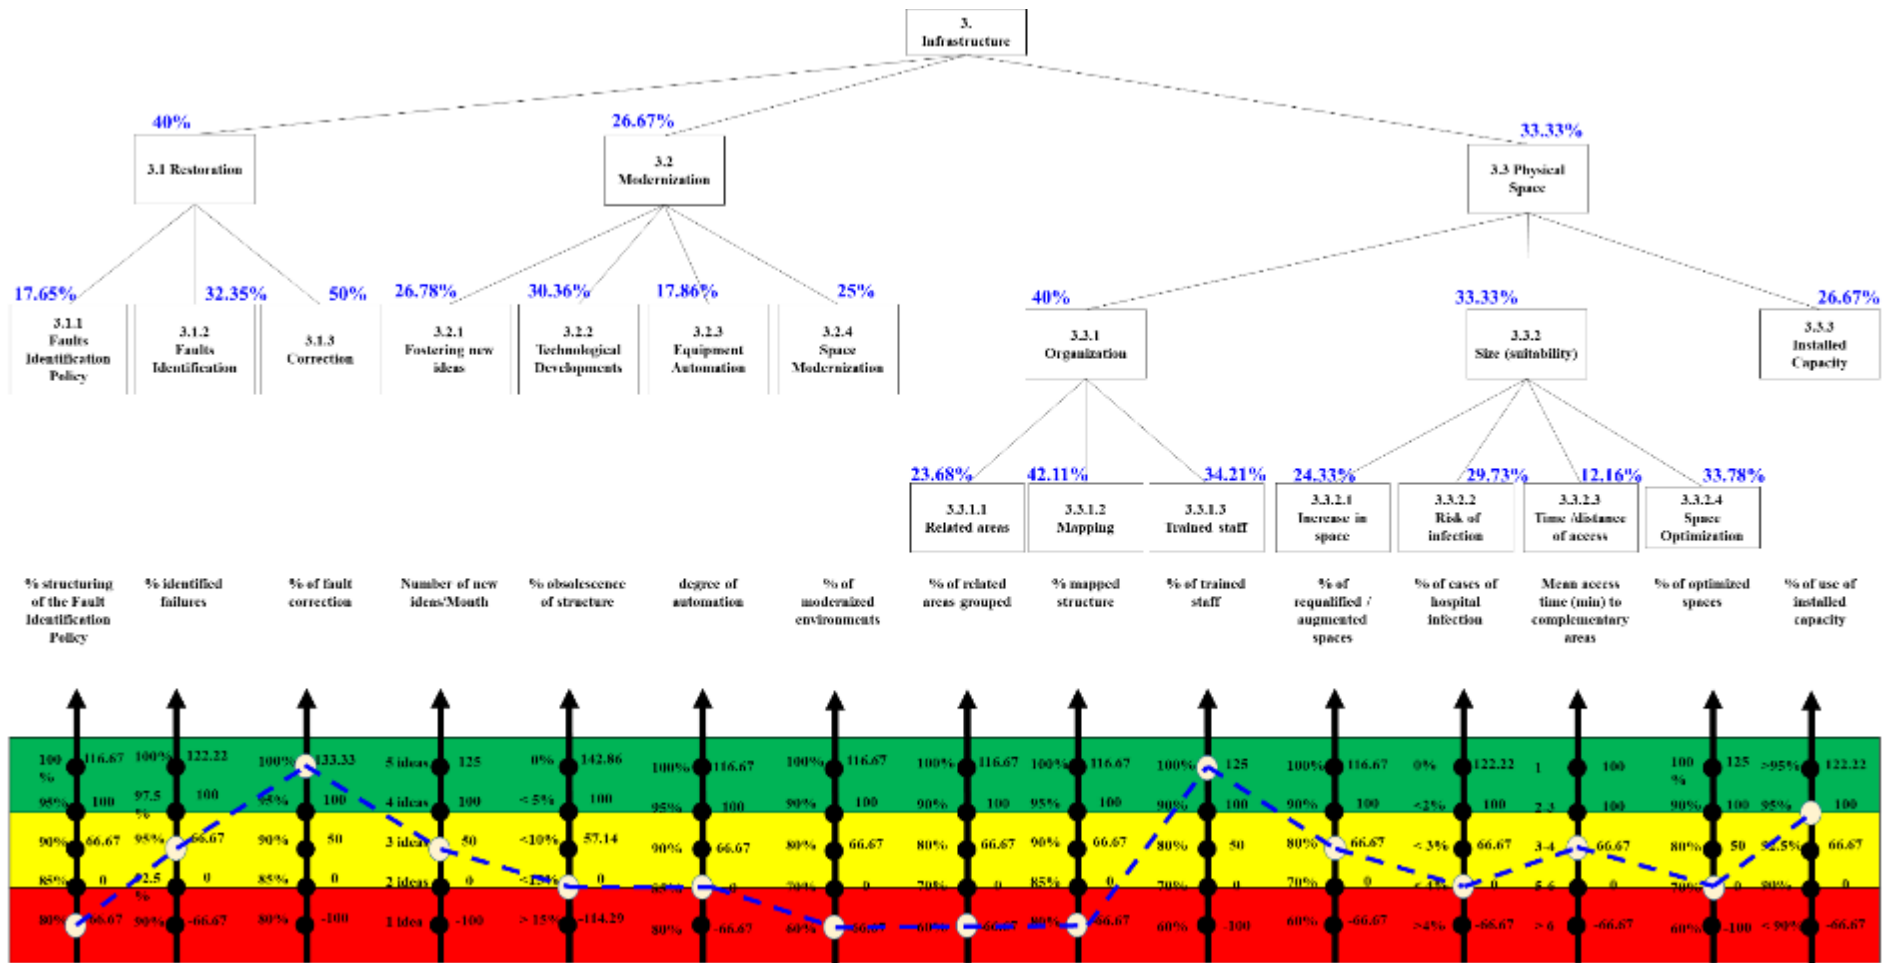 3.
Infrastructure
40%
26.67%
33.33%
3.1 Restoration
3.2
Modernization
3.3 Physical
Space
17.65%
32.35%
50%
26.78%
30.36%
17.86%
25%
40%
33.33%
26.67%
3.1.1
Faults
Identification
Policy
3.1.2
Faults
Identification
3.1.3
Correction
3.2.1
Fostering new
ideas
3.2.2
Technological
Developments
3.2.3
Equipment
Automation
3.2.4
Space
Modernization
3.3.1
Organization
3.3.2
Size (suitability)
3.3.3
Installed
Capacity
23.68%
42.11%
34.21%
24.33%
29.73%
12.16%
33.78%
3.3.1.1
Related areas
3.3.1.2
Mapping
3.3.1.3
Trained staff
3.3.2.1
Increase in
space
3.3.2.2
Risk of
infection
3.3.2.3
Time /distance
of access
3.3.2.4
Space
Optimization
% structuring
of the Fault
Identification
Policy
% identified
failures
% of fault
correction
Number of new
ideas/Month
% obsolescence
of structure
degree of
automation
% of
modernized
environments
% of related
areas grouped
% mapped
structure
% of trained
staff
% of
requalified /
augmented
spaces
% of cases of
hospital
infection
Mean access
time (min) to
complementary
areas
% of optimized
spaces
% of use of
installed
capacity
100 % 116.67
95% 100
90% 66.67
85% 0
80% -66.67
100% 122.22
97.5 % 100
95% 66.67
92.5 % 0
90% -66.67
100% 133.33
95% 100
90% 50
85% 0
80% -100
5 ideas 125
4 ideas 100
3 ideas 50
2 ideas 0
1 idea -100
0% 142.86
< 5% 100
<10% 57.14
<15% 0
> 15% -114.29
100% 116.67
95% 100
90% 66.67
85% 0
80% -66.67
100% 116.67
90% 100
80% 66.67
70% 0
60% -66.67
100% 116.67
90% 100
80% 66.67
70% 0
60% -66.67
100% 116.67
95% 100
90% 66.67
85% 0
80% -66.67
100% 125
90% 100
80% 50
70% 0
60% -100
100% 116.67
90% 100
80% 66.67
70% 0
60% -66.67
0% 122.22
<2% 100
< 3% 66.67
< 4% 0
>4% -66.67
1 100
2-3 100
3-4 66.67
5-6 0
> 6 -66.67
100 % 125
90% 100
80% 50
70% 0
60% -100
>95% 122.22
95% 100
92.5% 66.67
90% 0
< 90% -66.67